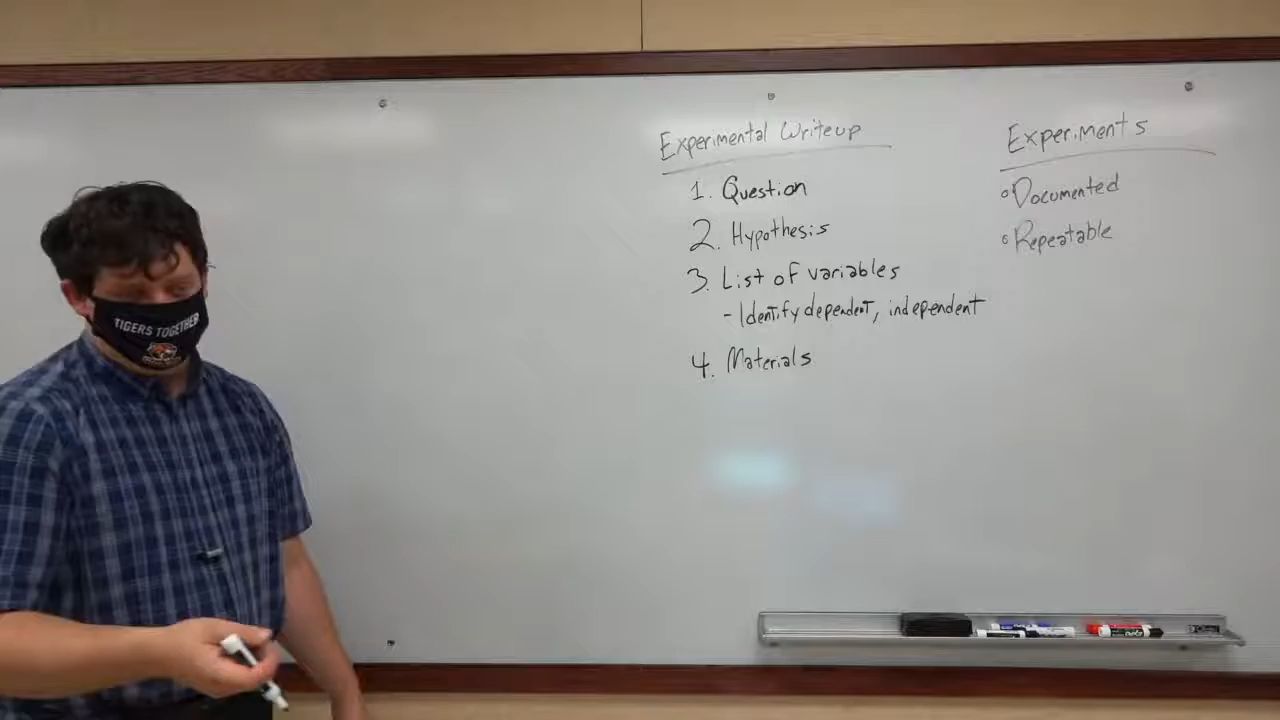 Experimental Writeup
1. Question
2. Hypothesis
3. List of variables
- Identify dependent, independent
4. Materials
Experiments
Documented
Repeatable
TIGERS TOGETHER